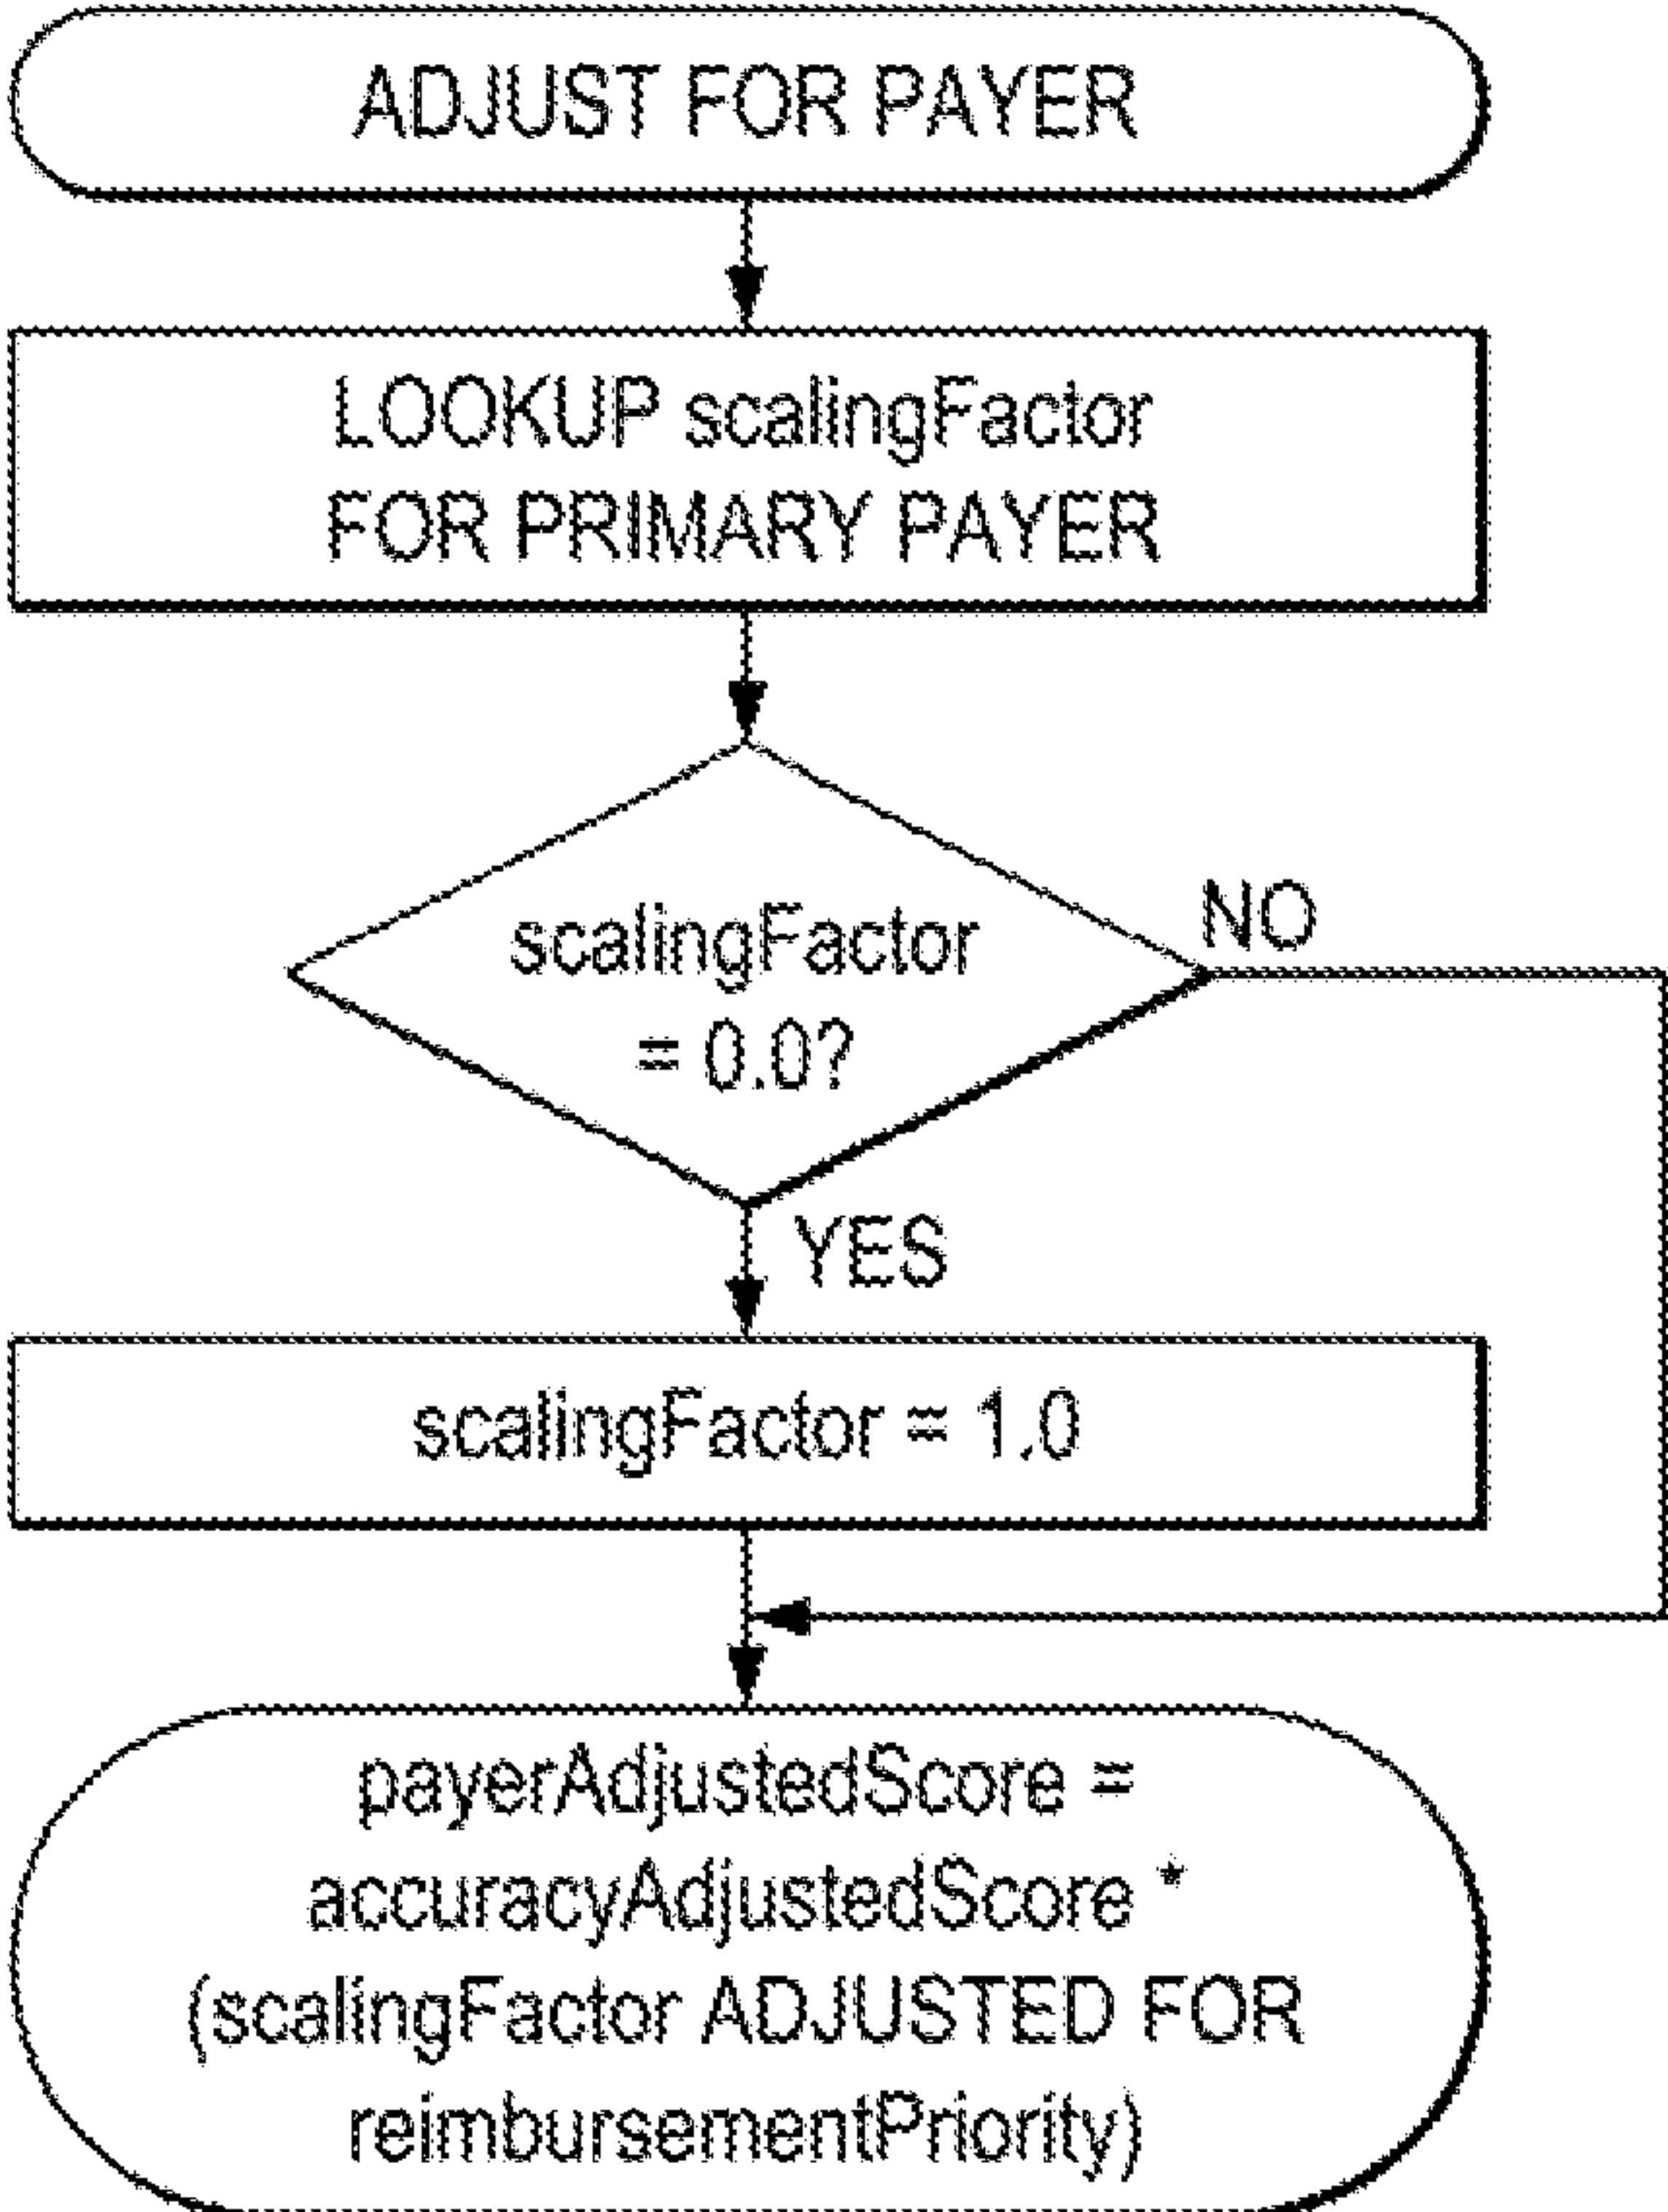 ADJUST FOR PAYER
LOOKUP scalingFactor
FOR PRIMARY PAYER
scalingFactor
= 0.0?
NO
YES
scalingFactor = 1.0
payerAdjustedScore =
accuracyAdjustedScore *
(scalingFactor ADJUSTED FOR
reimbursementPriority)